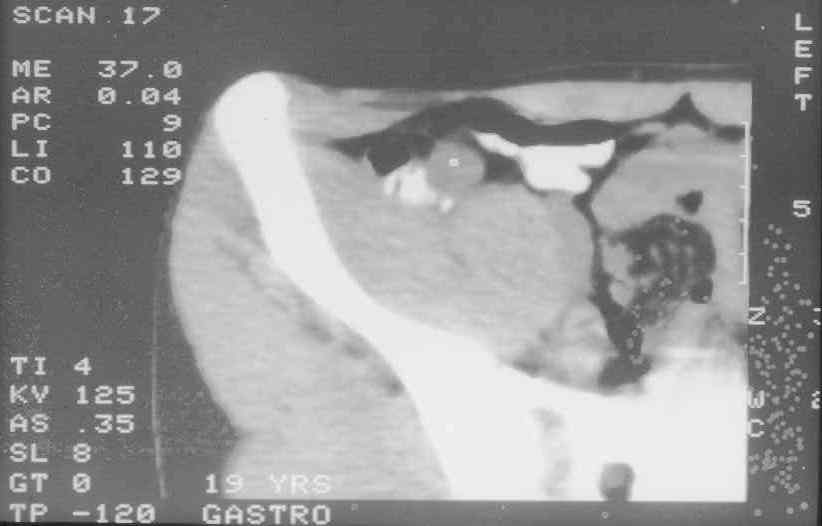 SCAN 17
ME 37.0
AR 0.04
PC 9
LI 110
CO 129
TI 4
KV 125
AS .35
SL 8
GT 0 19 YRS
TP -120 GASTRO
LEFT
5
Z
W
C